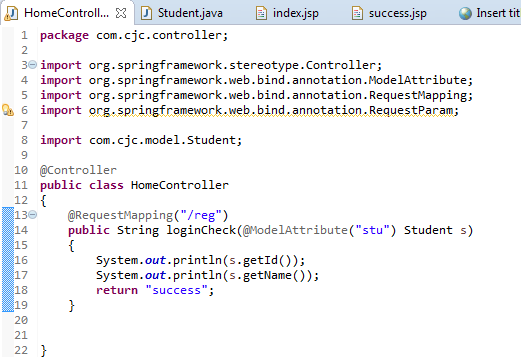 HomeControll... Student.java index.jsp success.jsp Insert titl
1 package com.cjc.controller;
2
3 import org.springframework.stereotype.Controller;
4 import org.springframework.web.bind.annotation.ModelAttribute;
5 import org.springframework.web.bind.annotation.RequestMapping;
6 import org.springframework.web.bind.annotation.RequestParam;
7
8 import com.cjc.model.Student;
9
10 @Controller
11 public class HomeController
12 {
13 @RequestMapping("/reg")
14 public String loginCheck(@ModelAttribute("stu") Student s)
15 {
16 System.out.println(s.getId());
17 System.out.println(s.getName());
18 return "success";
19 }
20
21
22 }